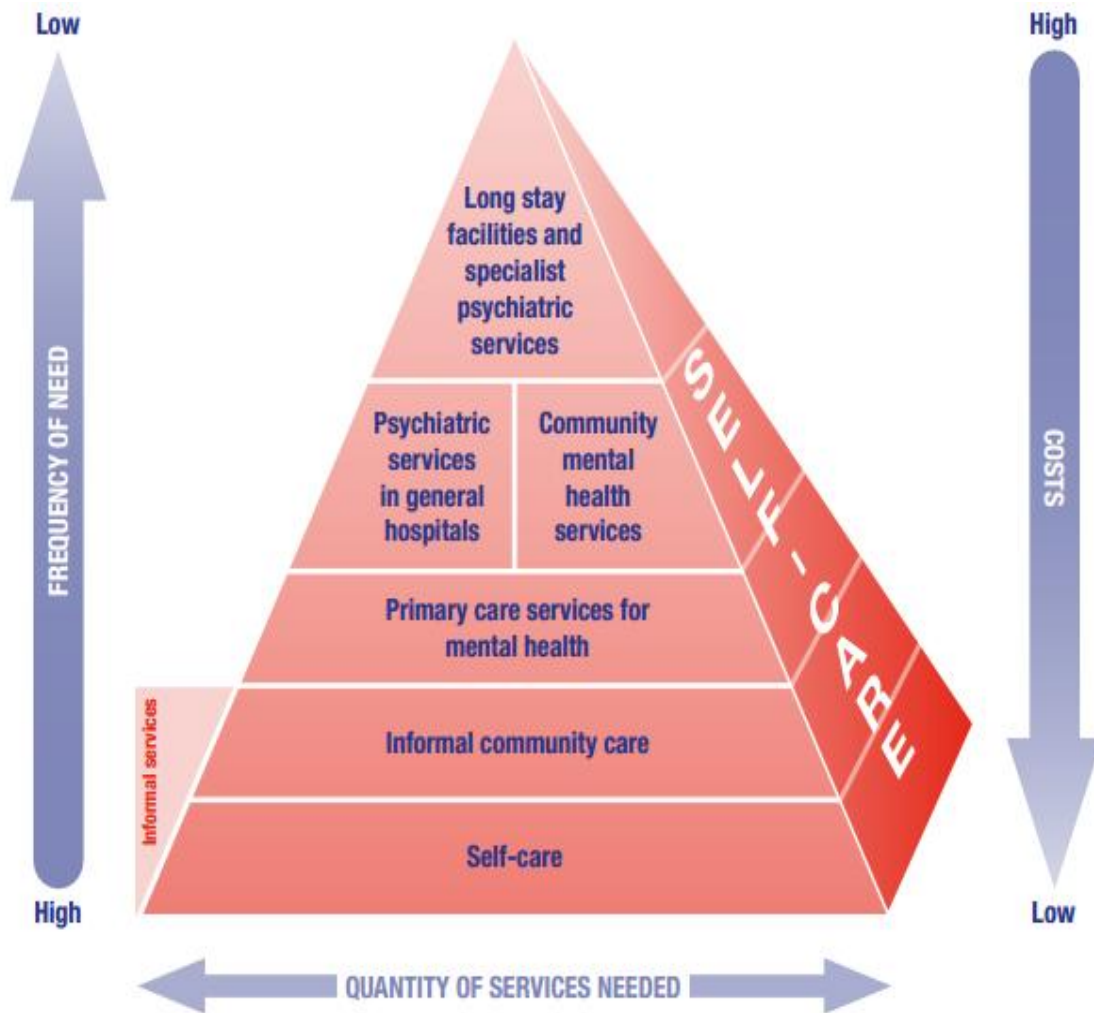 Low
High
FREQUENCY OF NEED
High
Long stay
facilities and
specialist
psychiatric
services
Psychiatric
services
in general
hospitals
Community
mental
health
services
Primary care services for
mental health
Informal services
Informal community care
Self-care
SELF-CARE
COSTS
Low
QUANTITY OF SERVICES NEEDED